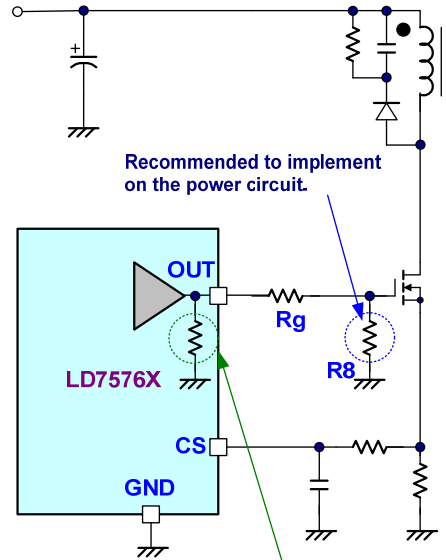 +
Recommended to implement
on the power circuit.
OUT
Rg
R8
LD7576X
CS
GND